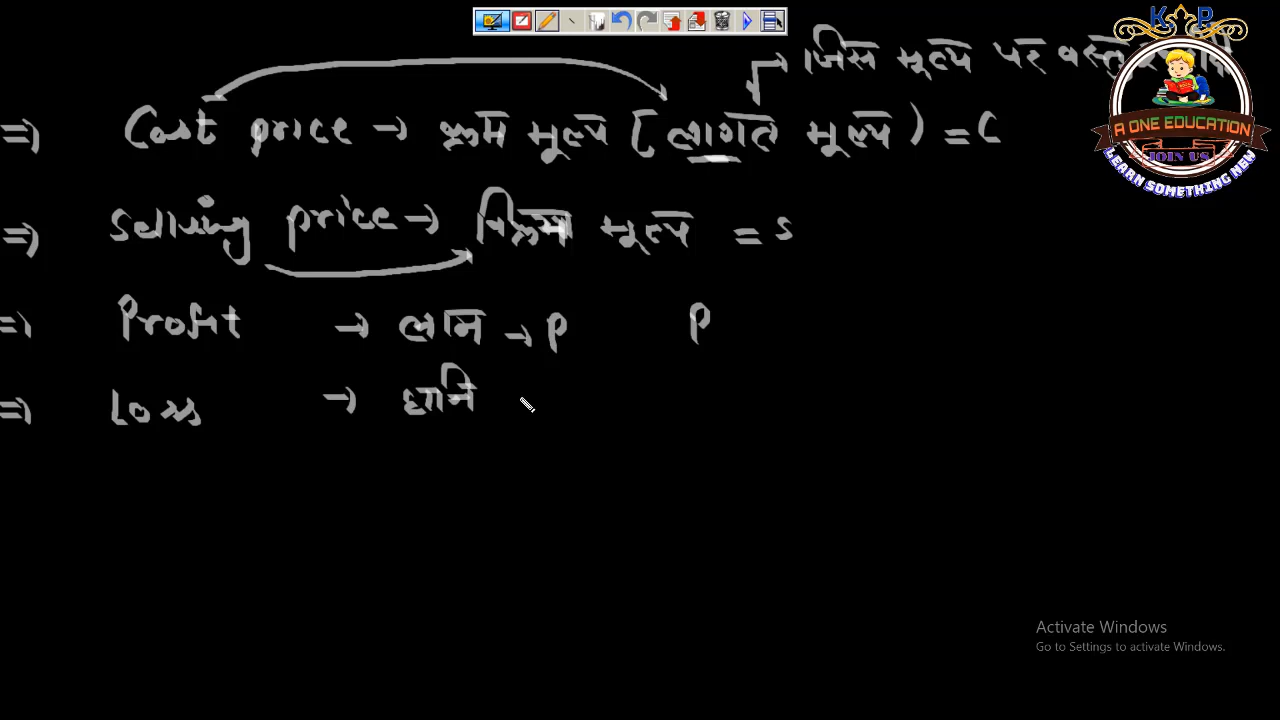 K P
जिस मूल्य पर वस्तु
A ONE EDUCATION
JOIN US
LEARN SOMETHING NEW
=> Cost price → क्रम मूल्य [लागत मूल्य) = C
=> Selling price → विक्रय मूल्य = S
=> Profit → लाभ → P P
=> Loss → हानि
Activate Windows
Go to Settings to activate Windows.